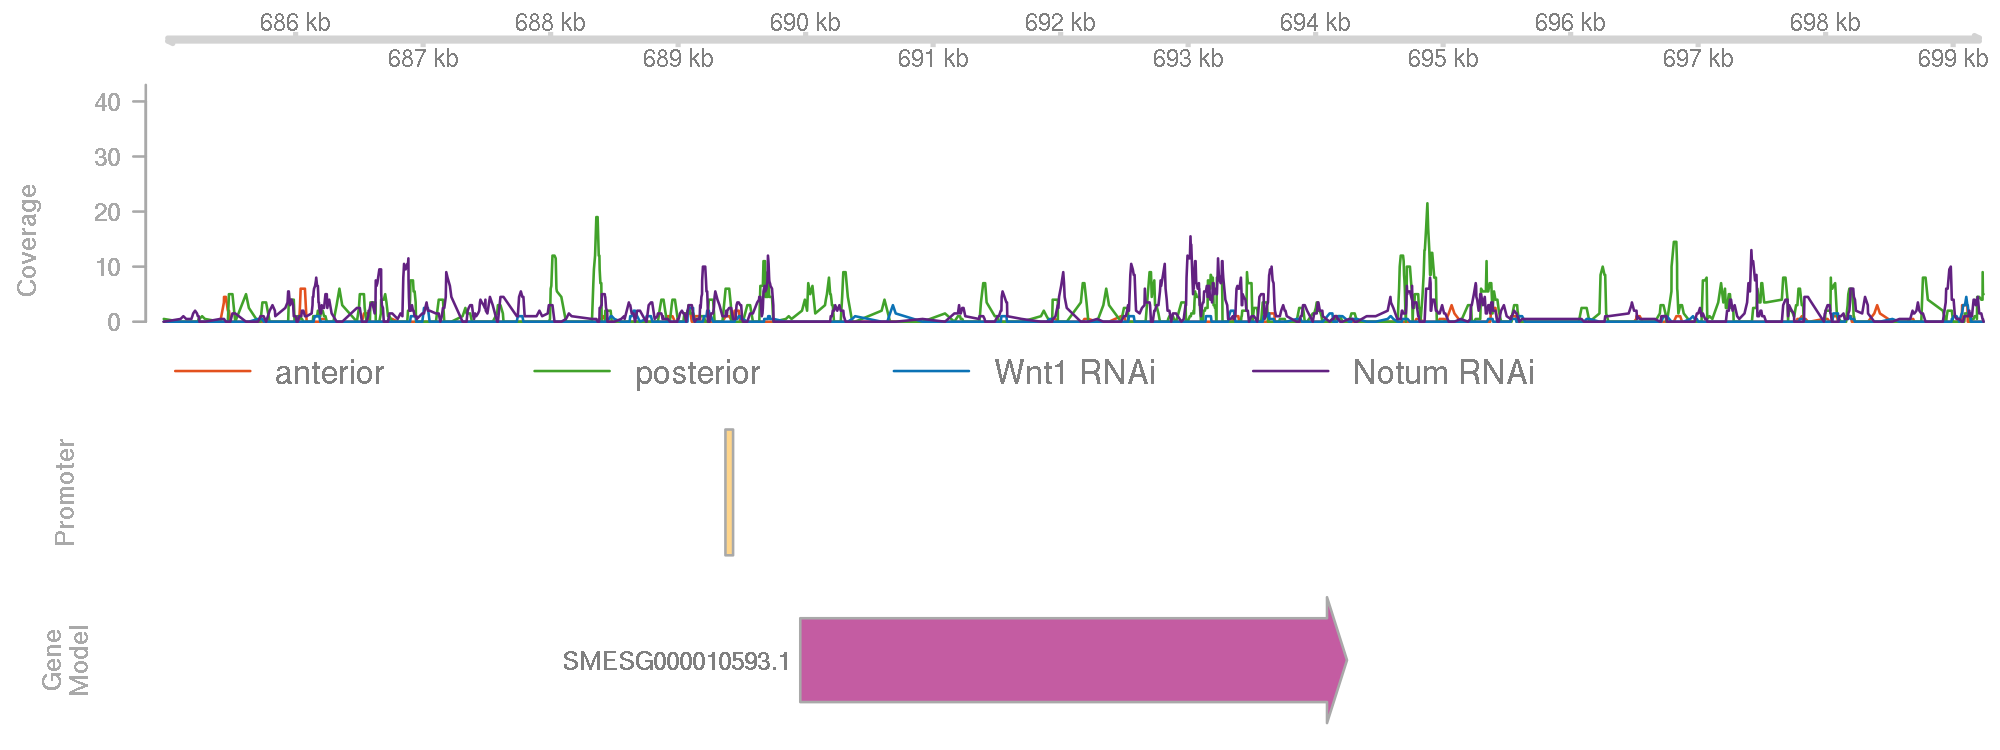 686 kb 688 kb 690 kb 692 kb 694 kb 696 kb 698 kb
687 kb 689 kb 691 kb 693 kb 695 kb 697 kb 699 kb
Coverage
40
30
20
10
0
anterior posterior Wnt1 RNAi Notum RNAi
Promoter
Gene
Model
SMESG000010593.1